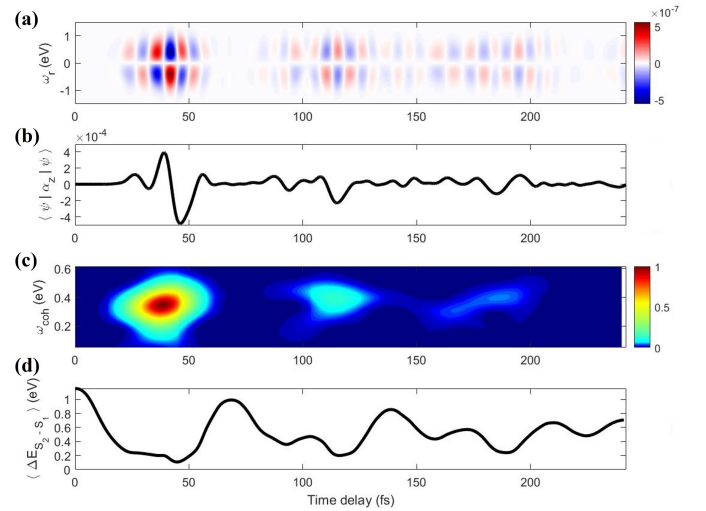 (a)
×10⁻⁷
ω_r (eV)
1
0
-1
5
0
-5
0 50 100 150 200
(b)
×10⁻⁴
⟨ ψ | α_z | ψ ⟩
4
2
0
-2
-4
0 50 100 150 200
(c)
ω_coh (eV)
0.6
0.4
0.2
1
0.5
0
0 50 100 150 200
(d)
⟨ ΔE_{S₂ - S₁} ⟩ (eV)
1
0.8
0.6
0.4
0.2
0
0 50 100 150 200
Time delay (fs)